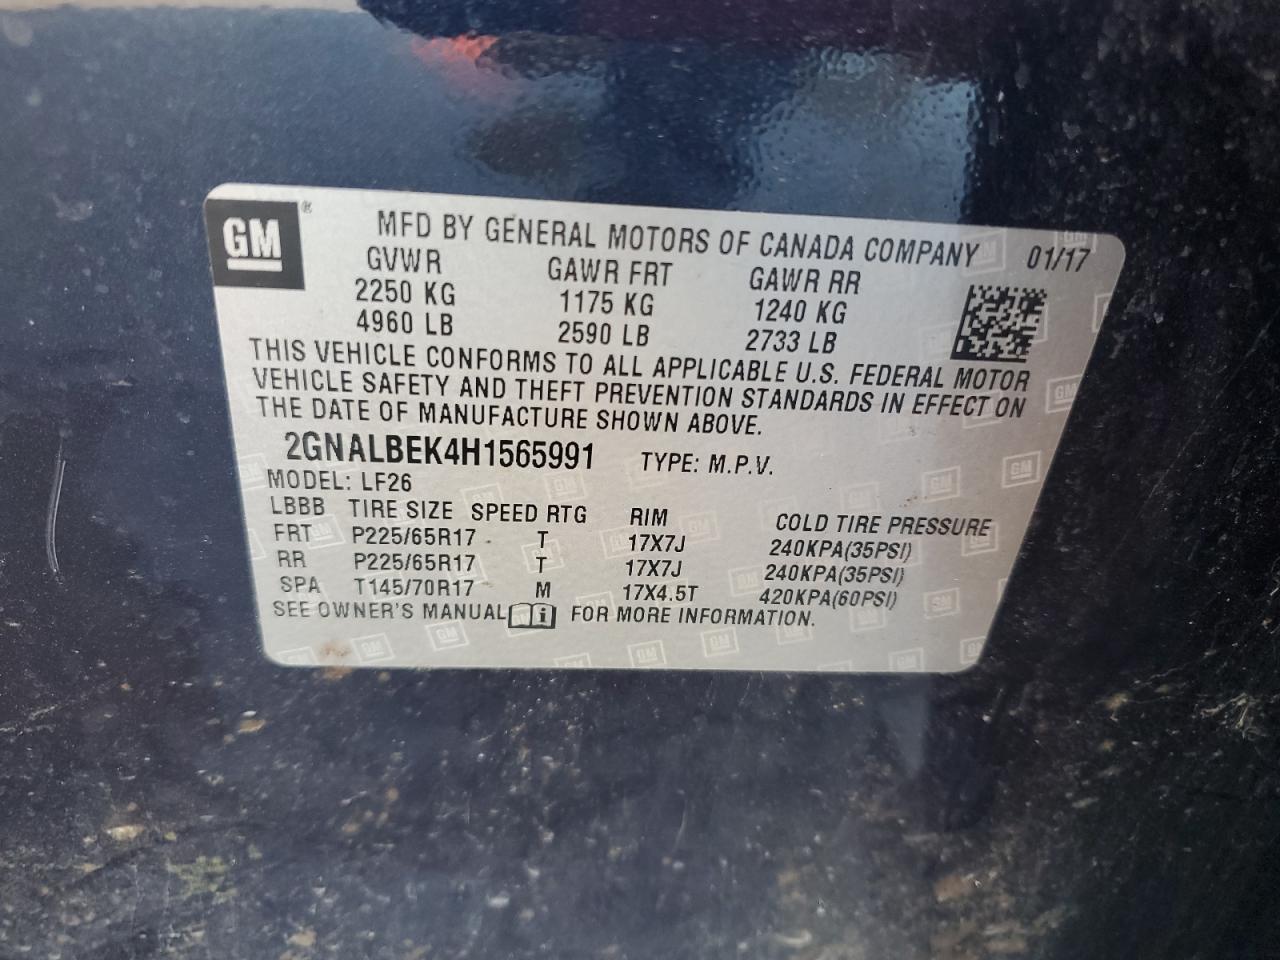 GM ® MFD BY GENERAL MOTORS OF CANADA COMPANY 01/17
GVWR GAWR FRT GAWR RR
2250 KG 1175 KG 1240 KG
4960 LB 2590 LB 2733 LB
THIS VEHICLE CONFORMS TO ALL APPLICABLE U.S. FEDERAL MOTOR
VEHICLE SAFETY AND THEFT PREVENTION STANDARDS IN EFFECT ON
THE DATE OF MANUFACTURE SHOWN ABOVE.
2GNALBEK4H1565991 TYPE: M.P.V.
MODEL: LF26
LBBB TIRE SIZE SPEED RTG RIM COLD TIRE PRESSURE
FRT P225/65R17 T 17X7J 240KPA(35PSI)
RR P225/65R17 T 17X7J 240KPA(35PSI)
SPA T145/70R17 M 17X4.5T 420KPA(60PSI)
SEE OWNER'S MANUAL FOR MORE INFORMATION.